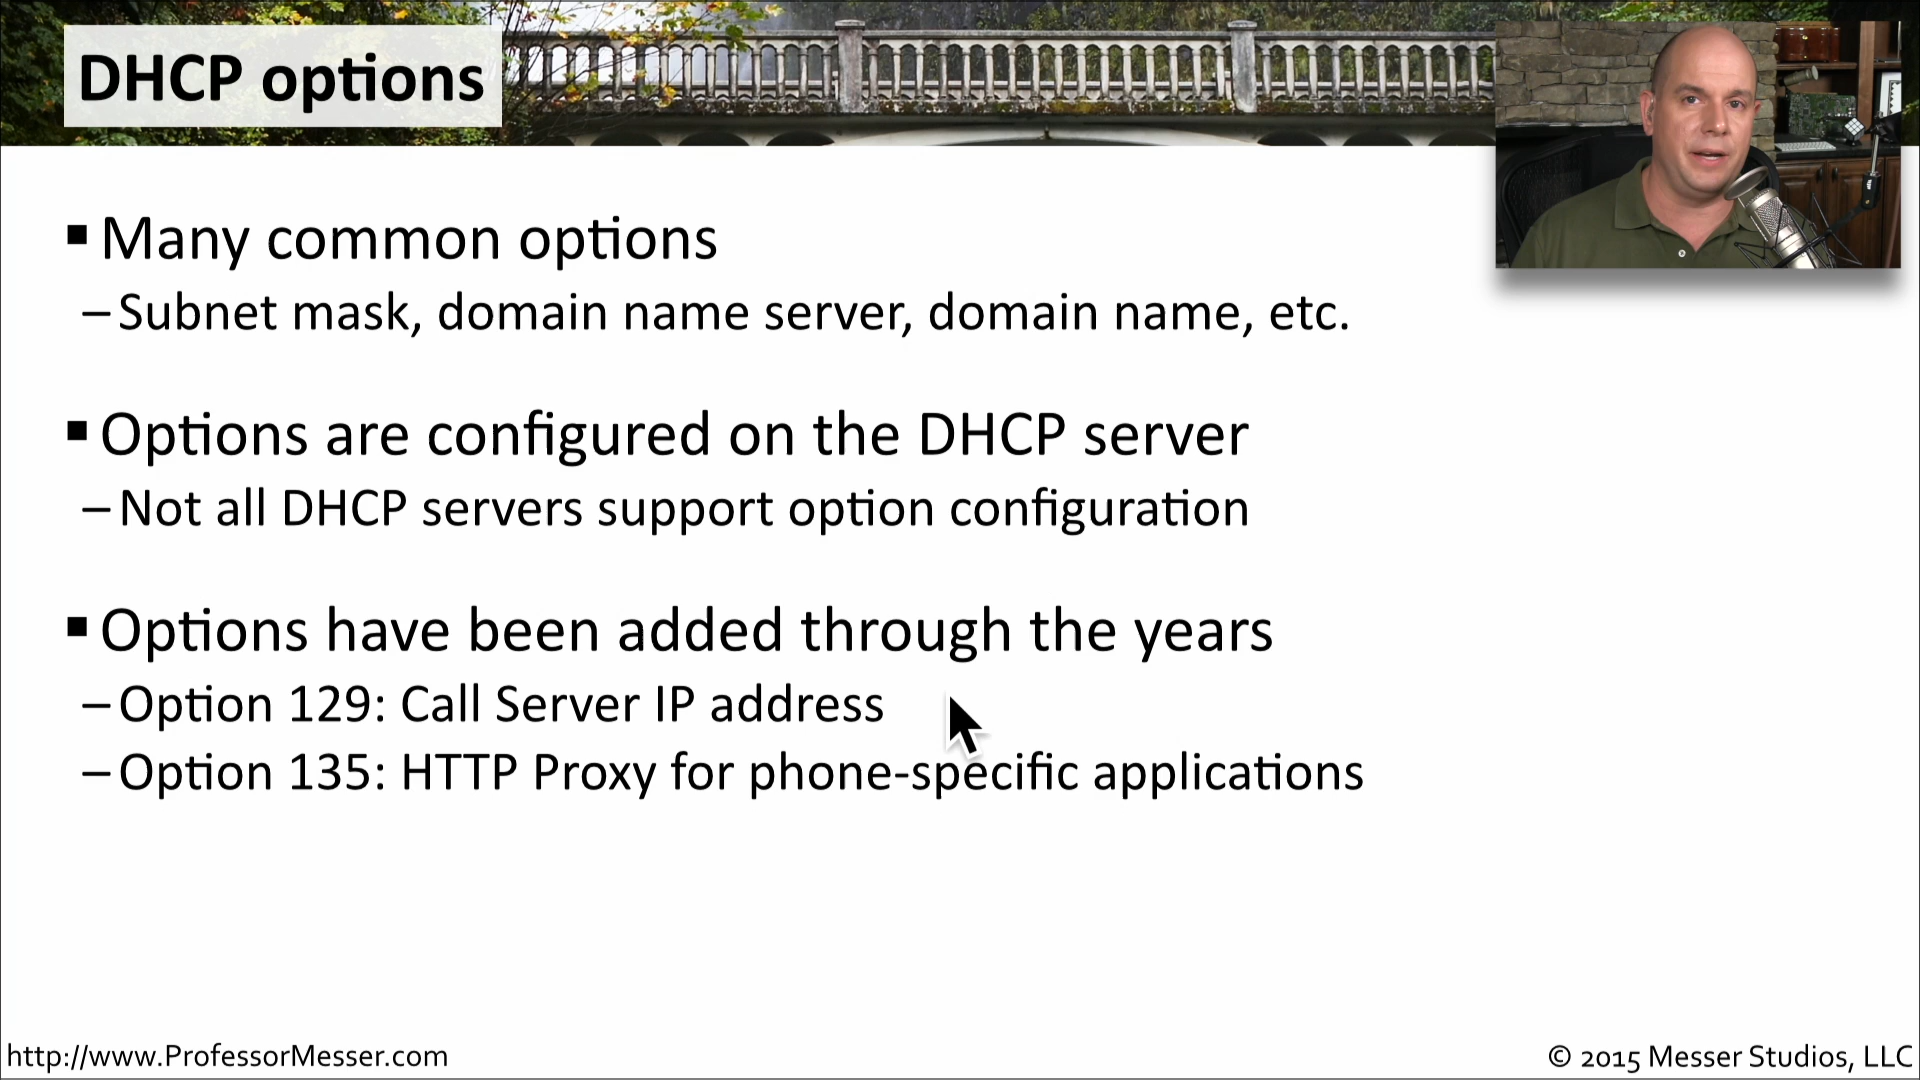 DHCP options
▪ Many common options
– Subnet mask, domain name server, domain name, etc.
▪ Options are configured on the DHCP server
– Not all DHCP servers support option configuration
▪ Options have been added through the years
– Option 129: Call Server IP address
– Option 135: HTTP Proxy for phone-specific applications
http://www.ProfessorMesser.com
© 2015 Messer Studios, LLC